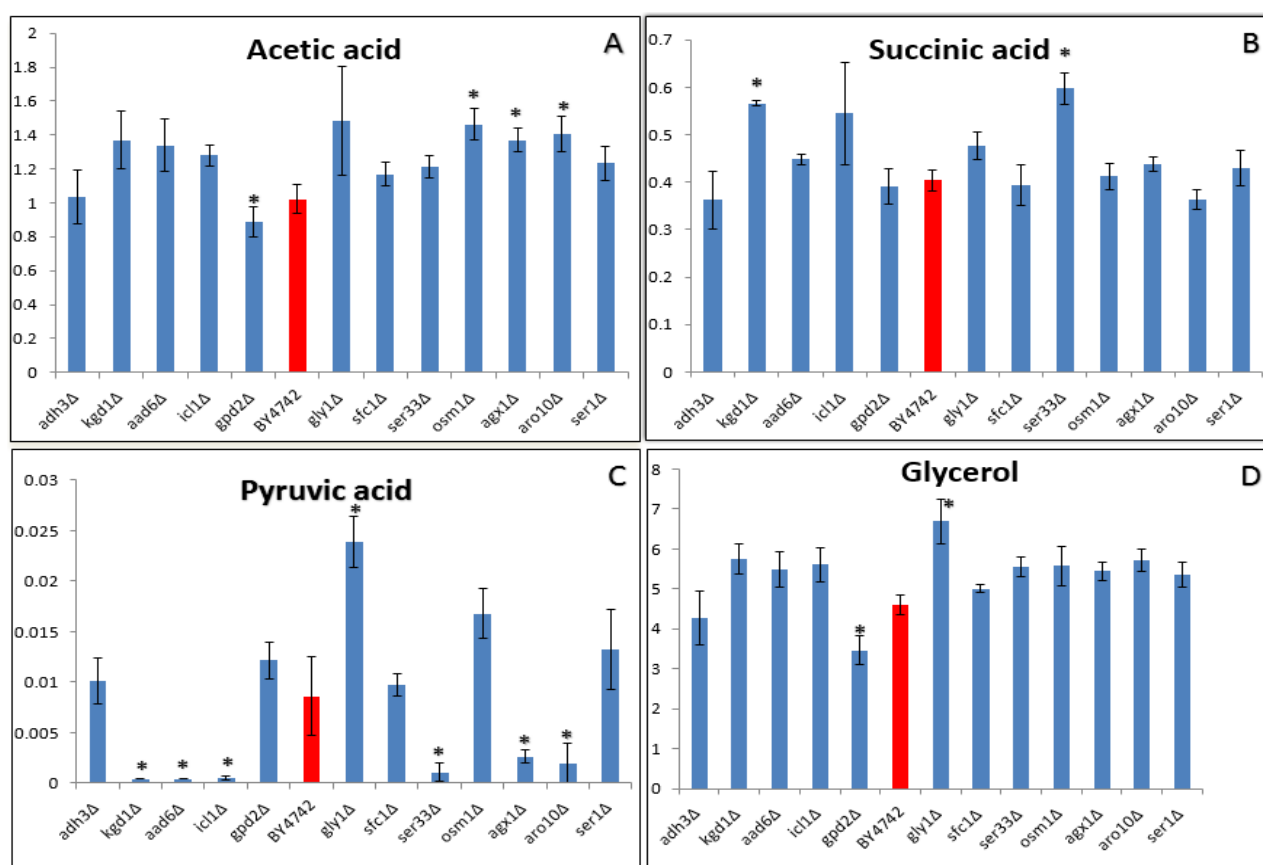 Acetic acid
A
2
1.8
1.6
1.4
1.2
1
0.8
0.6
0.4
0.2
0
*
*
*
*
adh3Δ
kgd1Δ
aad6Δ
icl1Δ
gpd2Δ
BY4742
gly1Δ
sfc1Δ
ser33Δ
osm1Δ
agx1Δ
aro10Δ
ser1Δ
Succinic acid
B
0.7
0.6
0.5
0.4
0.3
0.2
0.1
0
*
*
adh3Δ
kgd1Δ
aad6Δ
icl1Δ
gpd2Δ
BY4742
gly1Δ
sfc1Δ
ser33Δ
osm1Δ
agx1Δ
aro10Δ
ser1Δ
Pyruvic acid
C
0.03
0.025
0.02
0.015
0.01
0.005
0
*
*
*
*
*
*
*
adh3Δ
kgd1Δ
aad6Δ
icl1Δ
gpd2Δ
BY4742
gly1Δ
sfc1Δ
ser33Δ
osm1Δ
agx1Δ
aro10Δ
ser1Δ
Glycerol
D
8
7
6
5
4
3
2
1
0
*
*
adh3Δ
kgd1Δ
aad6Δ
icl1Δ
gpd2Δ
BY4742
gly1Δ
sfc1Δ
ser33Δ
osm1Δ
agx1Δ
aro10Δ
ser1Δ